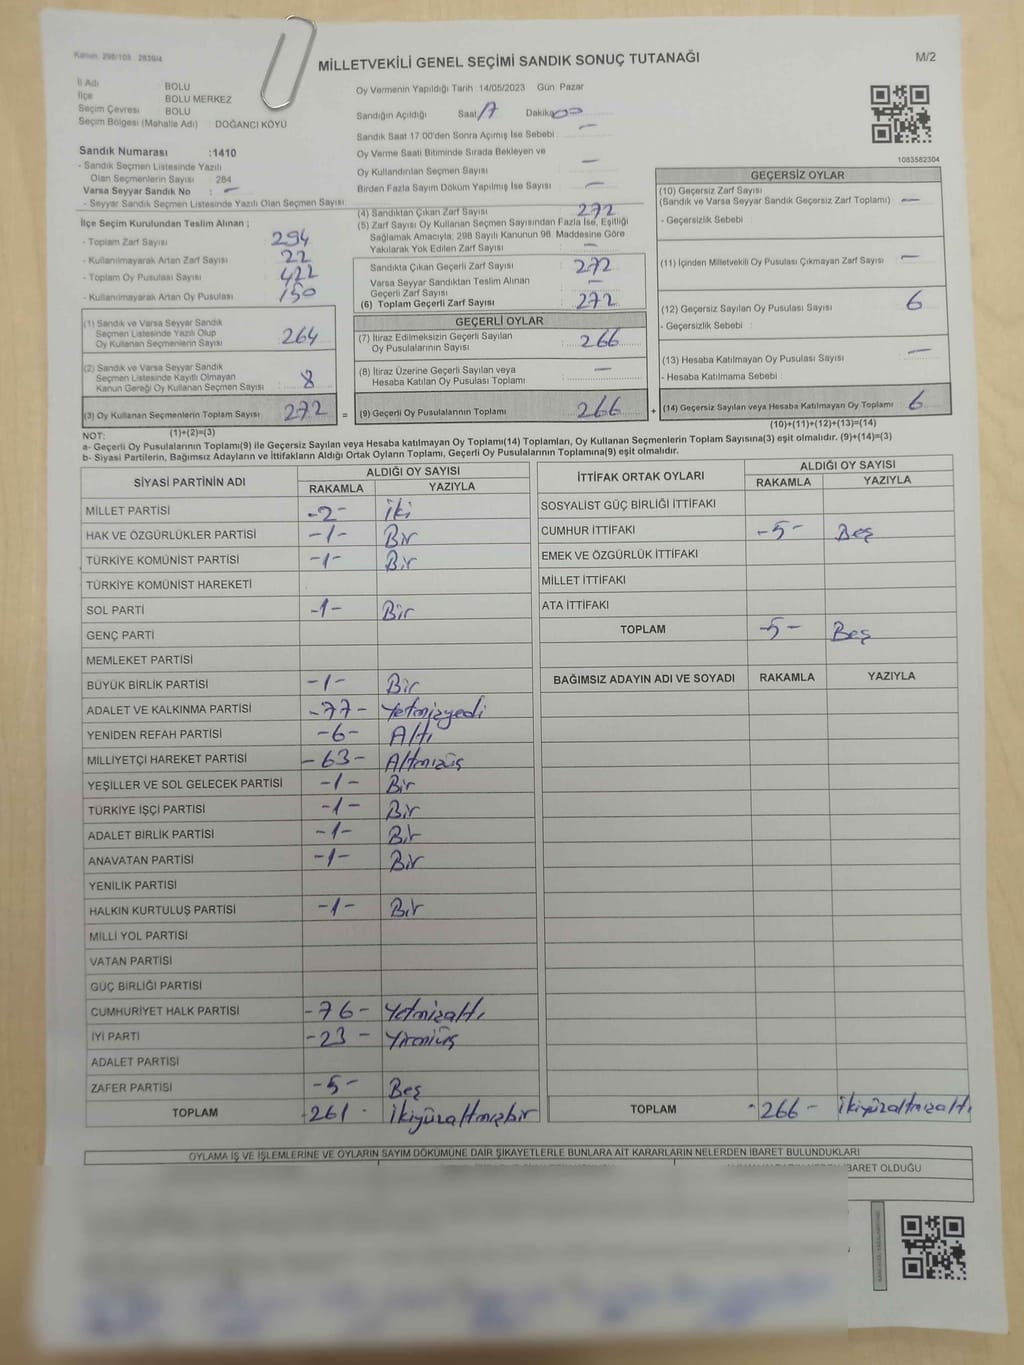 Kanun: 298/103 2839/4
MİLLETVEKİLİ GENEL SEÇİMİ SANDIK SONUÇ TUTANAĞI
M/2
İl Adı BOLU
İlçe BOLU MERKEZ
Seçim Çevresi BOLU
Seçim Bölgesi (Mahalle Adı) DOĞANCI KÖYÜ
Sandık Numarası :1410
- Sandık Seçmen Listesinde Yazılı
Olan Seçmenlerin Sayısı : 284
Varsa Seyyar Sandık No : -
- Seyyar Sandık Seçmen Listesinde Yazılı Olan Seçmen Sayısı
Oy Vermenin Yapıldığı Tarih 14/05/2023 Gün Pazar
Sandığın Açıldığı Saat 17 Dakika 00
Sandık Saat 17.00'den Sonra Açılmış İse Sebebi : -
Oy Verme Saati Bitiminde Sırada Bekleyen ve
Oy Kullandırılan Seçmen Sayısı -
Birden Fazla Sayım Döküm Yapılmış İse Sayısı -
1083582304
İlçe Seçim Kurulundan Teslim Alınan ;
- Toplam Zarf Sayısı 294
- Kullanılmayarak Artan Zarf Sayısı 22
- Toplam Oy Pusulası Sayısı 422
- Kullanılmayarak Artan Oy Pusulası 150
(1) Sandık ve Varsa Seyyar Sandık
Seçmen Listesinde Yazılı Olup
Oy Kullanan Seçmenlerin Sayısı 264
(2) Sandık ve Varsa Seyyar Sandık
Seçmen Listesinde Kayıtlı Olmayan
Kanun Gereği Oy Kullanan Seçmen Sayısı 8
(3) Oy Kullanan Seçmenlerin Toplam Sayısı 272 =
(1)+(2)=(3)
(4) Sandıktan Çıkan Zarf Sayısı 272
(5) Zarf Sayısı Oy Kullanan Seçmen Sayısından Fazla İse, Eşitliği
Sağlamak Amacıyla, 298 Sayılı Kanunun 98. Maddesine Göre
Yakılarak Yok Edilen Zarf Sayısı -
Sandıkta Çıkan Geçerli Zarf Sayısı 272
Varsa Seyyar Sandıktan Teslim Alınan
Geçerli Zarf Sayısı -
(6) Toplam Geçerli Zarf Sayısı 272
GEÇERLİ OYLAR
(7) İtiraz Edilmeksizin Geçerli Sayılan
Oy Pusulalarının Sayısı 266
(8) İtiraz Üzerine Geçerli Sayılan veya
Hesaba Katılan Oy Pusulası Toplamı -
(9) Geçerli Oy Pusulalarının Toplamı 266 +
GEÇERSİZ OYLAR
(10) Geçersiz Zarf Sayısı
(Sandık ve Varsa Seyyar Sandık Geçersiz Zarf Toplamı) -
- Geçersizlik Sebebi :
(11) İçinden Milletvekili Oy Pusulası Çıkmayan Zarf Sayısı -
(12) Geçersiz Sayılan Oy Pusulası Sayısı 6
- Geçersizlik Sebebi :
(13) Hesaba Katılmayan Oy Pusulası Sayısı -
- Hesaba Katılmama Sebebi :
(14) Geçersiz Sayılan veya Hesaba Katılmayan Oy Toplamı 6
(10)+(11)+(12)+(13)=(14)
NOT:
a- Geçerli Oy Pusulalarının Toplamı(9) ile Geçersiz Sayılan veya Hesaba katılmayan Oy Toplamı(14) Toplamları, Oy Kullanan Seçmenlerin Toplam Sayısına(3) eşit olmalıdır. (9)+(14)=(3)
b- Siyasi Partilerin, Bağımsız Adayların ve İttifakların Aldığı Ortak Oyların Toplamı, Geçerli Oy Pusulalarının Toplamına(9) eşit olmalıdır.
SİYASİ PARTİNİN ADI ALDIĞI OY SAYISI
RAKAMLA YAZIYLA
MİLLET PARTİSİ -2- İki
HAK VE ÖZGÜRLÜKLER PARTİSİ -1- Bir
TÜRKİYE KOMÜNİST PARTİSİ -1- Bir
TÜRKİYE KOMÜNİST HAREKETİ
SOL PARTİ -1- Bir
GENÇ PARTİ
MEMLEKET PARTİSİ
BÜYÜK BİRLİK PARTİSİ -1- Bir
ADALET VE KALKINMA PARTİSİ -77- Yetmişyedi
YENİDEN REFAH PARTİSİ -6- Altı
MİLLİYETÇİ HAREKET PARTİSİ -63- Altmışüç
YEŞİLLER VE SOL GELECEK PARTİSİ -1- Bir
TÜRKİYE İŞÇİ PARTİSİ -1- Bir
ADALET BİRLİK PARTİSİ -1- Bir
ANAVATAN PARTİSİ -1- Bir
YENİLİK PARTİSİ
HALKIN KURTULUŞ PARTİSİ -1- Bir
MİLLİ YOL PARTİSİ
VATAN PARTİSİ
GÜÇ BİRLİĞİ PARTİSİ
CUMHURİYET HALK PARTİSİ -76- Yetmişaltı
İYİ PARTİ -23- Yirmiüç
ADALET PARTİSİ
ZAFER PARTİSİ -5- Beş
TOPLAM -261- İkiyüzaltmışbir
İTTİFAK ORTAK OYLARI ALDIĞI OY SAYISI
RAKAMLA YAZIYLA
SOSYALİST GÜÇ BİRLİĞİ İTTİFAKI
CUMHUR İTTİFAKI -5- Beş
EMEK VE ÖZGÜRLÜK İTTİFAKI
MİLLET İTTİFAKI
ATA İTTİFAKI
TOPLAM -5- Beş
BAĞIMSIZ ADAYIN ADI VE SOYADI RAKAMLA YAZIYLA
TOPLAM -266- İkiyüzaltmışaltı
OYLAMA İŞ VE İŞLEMLERİNE VE OYLARIN SAYIM DÖKÜMÜNE DAİR ŞİKAYETLERLE BUNLARA AİT KARARLARIN NELERDEN İBARET BULUNDUKLARI
İBARET OLDUĞU